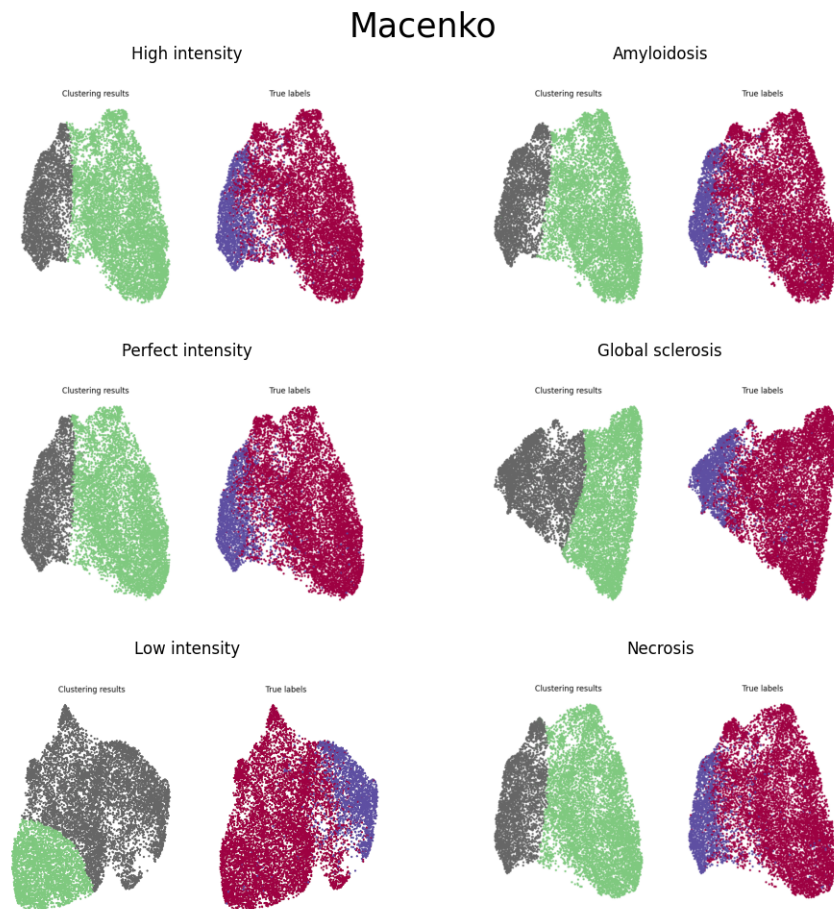 Macenko
High intensity
Amyloidosis
Clustering results
True labels
Clustering results
True labels
Perfect intensity
Global sclerosis
Clustering results
True labels
Clustering results
True labels
Low intensity
Necrosis
Clustering results
True labels
Clustering results
True labels